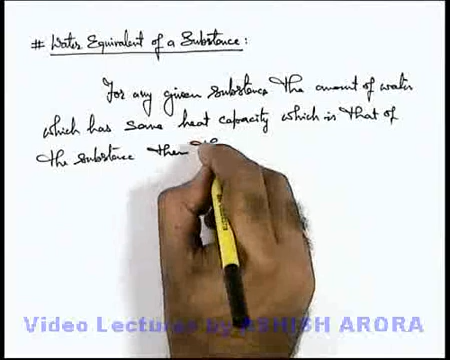 # Water Equivalent of a Substance :
For any given substance the amount of water
which has same heat capacity which is that of
the substance then
Video Lectures by ASHISH ARORA